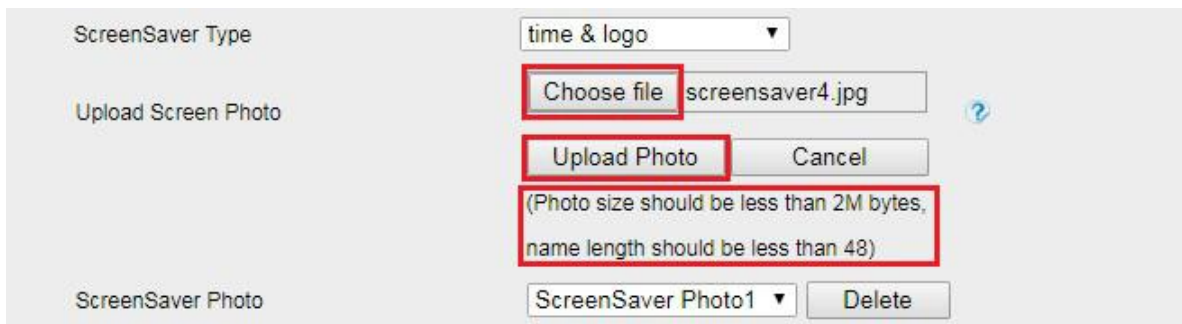 ScreenSaver Type
time & logo
Upload Screen Photo
Choose file
screensaver4.jpg
?
Upload Photo
Cancel
(Photo size should be less than 2M bytes,
name length should be less than 48)
ScreenSaver Photo
ScreenSaver Photo1
Delete